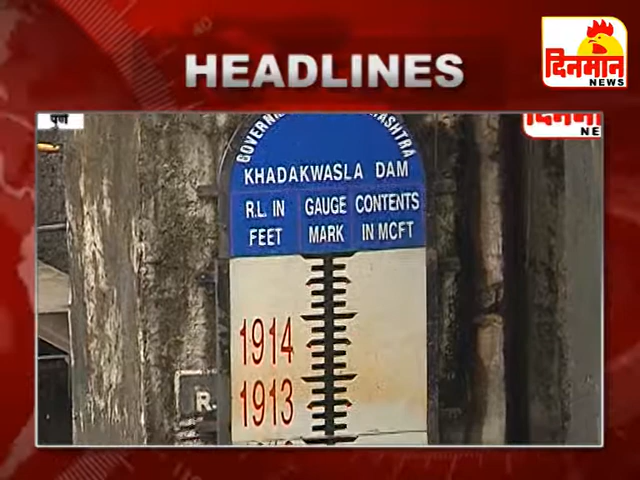 HEADLINES
दिनमान
NEWS
पुणे
KHADAKWASLA DAM
R.L. IN FEET
GAUGE MARK
CONTENTS IN MCFT
1914
1913
R.